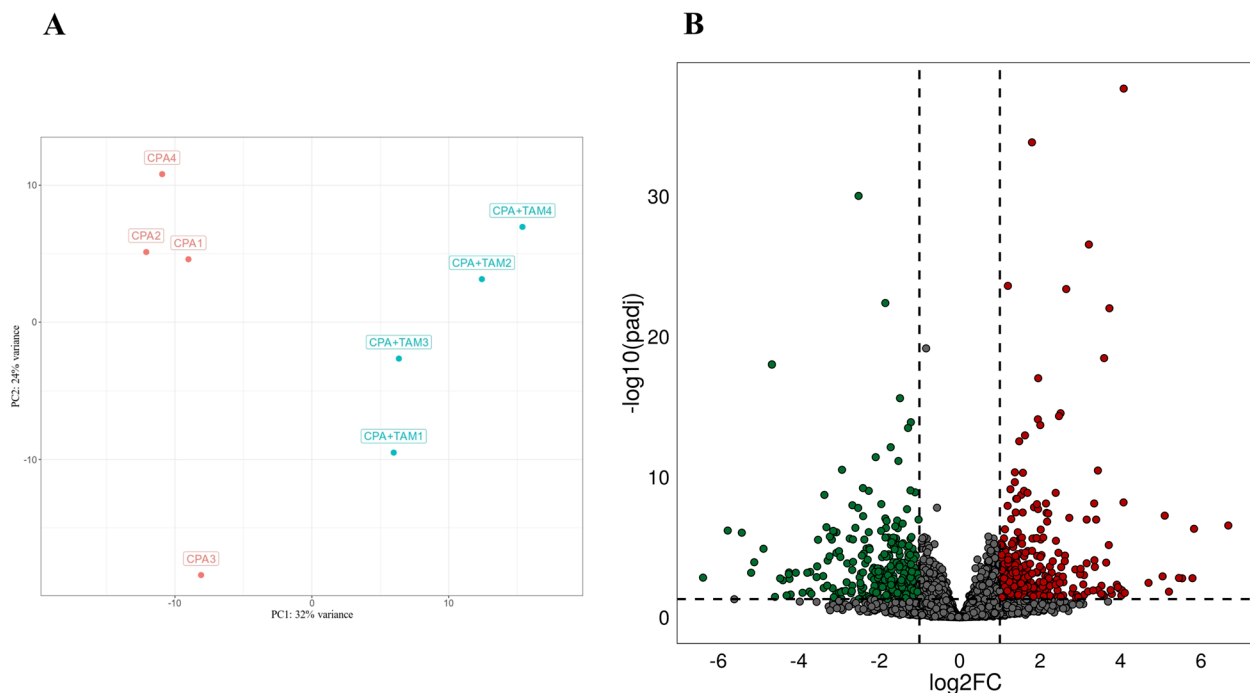 A
CPA4
CPA2
CPA1
CPA+TAM4
CPA+TAM2
CPA+TAM3
CPA+TAM1
CPA3
10
0
-10
-10
0
10
PC2: 24% variance
PC1: 32% variance
B
30
20
10
0
-log10(padj)
-6
-4
-2
0
2
4
6
log2FC